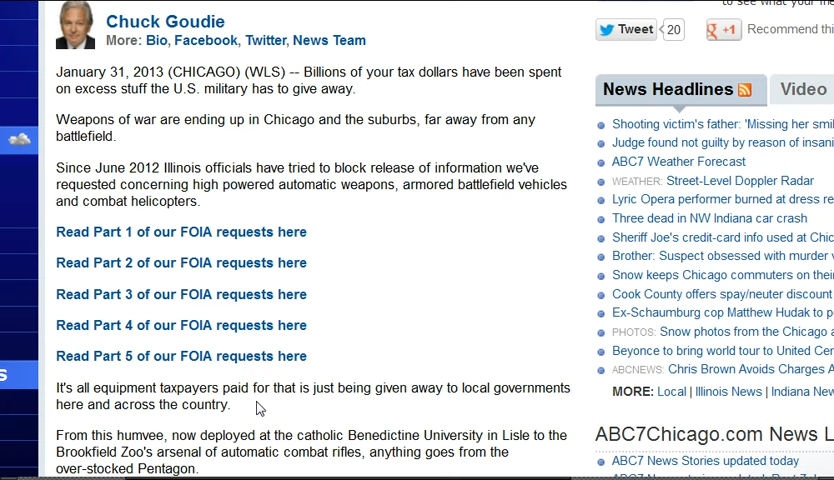 to see what your
Chuck Goudie
More: Bio, Facebook, Twitter, News Team
Tweet 20
+1 Recommend
January 31, 2013 (CHICAGO) (WLS) -- Billions of your tax dollars have been spent
on excess stuff the U.S. military has to give away.
Weapons of war are ending up in Chicago and the suburbs, far away from any
battlefield.
Since June 2012 Illinois officials have tried to block release of information we've
requested concerning high powered automatic weapons, armored battlefield vehicles
and combat helicopters.
Read Part 1 of our FOIA requests here
Read Part 2 of our FOIA requests here
Read Part 3 of our FOIA requests here
Read Part 4 of our FOIA requests here
Read Part 5 of our FOIA requests here
It's all equipment taxpayers paid for that is just being given away to local governments
here and across the country.
From this humvee, now deployed at the catholic Benedictine University in Lisle to the
Brookfield Zoo's arsenal of automatic combat rifles, anything goes from the
over-stocked Pentagon.
News Headlines
Video
Shooting victim's father: 'Missing her
Judge found not guilty by reason of
ABC7 Weather Forecast
WEATHER: Street-Level Doppler Radar
Lyric Opera performer burned at dress
Three dead in NW Indiana car crash
Sheriff Joe's credit-card info used at
Brother: Suspect obsessed with murder
Snow keeps Chicago commuters on
Cook County offers spay/neuter discount
Ex-Schaumburg cop Matthew Hudak to
PHOTOS: Snow photos from the Chicago
Beyonce to bring world tour to United
ABCNEWS: Chris Brown Avoids Charges
MORE: Local | Illinois News | Indiana
ABC7Chicago.com News
ABC7 News Stories updated today